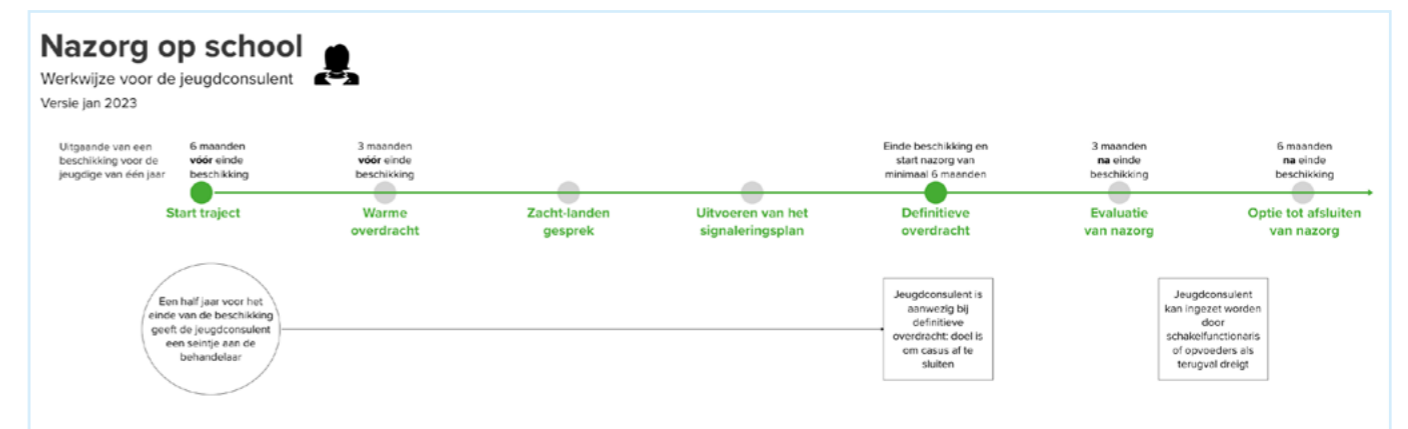 Nazorg op school
Werkwijze voor de jeugdconsulent
Versie jan 2023
Uitgaande van een
beschikking voor de
jeugdige van één jaar
6 maanden
vóór einde
beschikking
3 maanden
vóór einde
beschikking
Einde beschikking en
start nazorg van
minimaal 6 maanden
3 maanden
na einde
beschikking
6 maanden
na einde
beschikking
Start traject
Warme
overdracht
Zacht-landen
gesprek
Uitvoeren van het
signaleringsplan
Definitieve
overdracht
Evaluatie
van nazorg
Optie tot afsluiten
van nazorg
Een half jaar voor het
einde van de beschikking
geeft de jeugdconsulent
een seintje aan de
behandelaar
Jeugdconsulent is
aanwezig bij
definitieve
overdracht; doel is
om casus af te
sluiten
Jeugdconsulent
kan ingezet worden
door
schakelfunctionaris
of opvoeders als
terugval dreigt